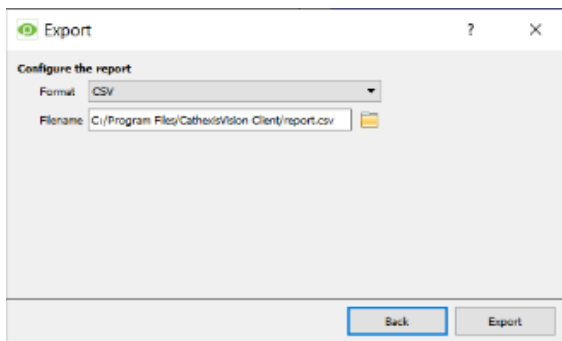 Export
?
Configure the report
Format CSV
Filename C:/Program Files/CathexisVision Client/report.csv
Back Export